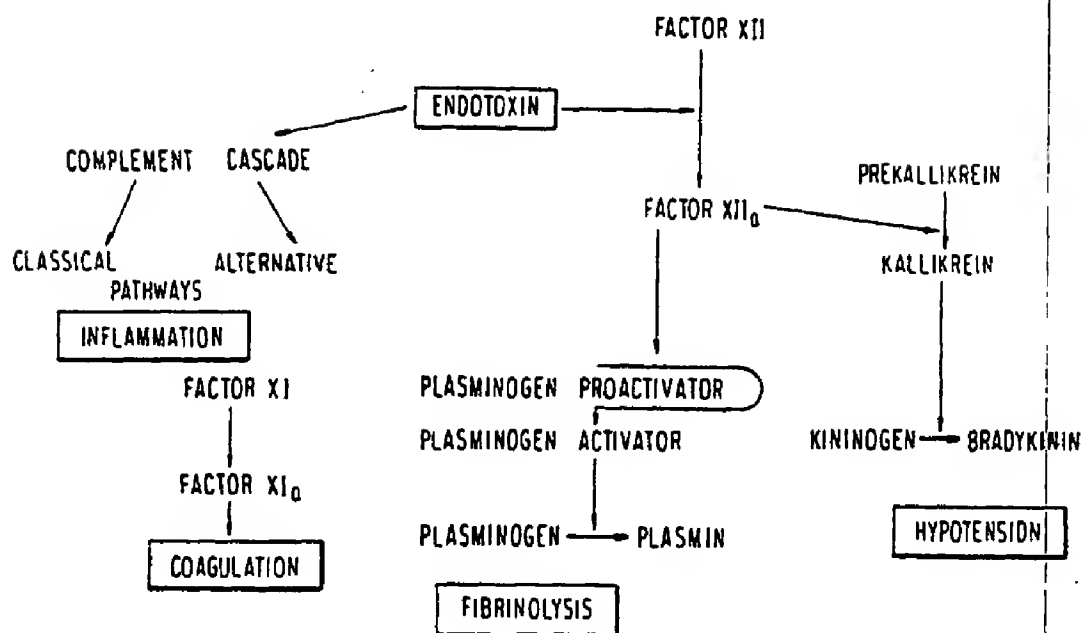 FACTOR XII
ENDOTOXIN
COMPLEMENT CASCADE
PREKALLIKREIN
FACTOR XIIa
CLASSICAL
ALTERNATIVE
KALLIKREIN
PATHWAYS
INFLAMMATION
FACTOR XI
PLASMINOGEN PROACTIVATOR
PLASMINOGEN ACTIVATOR
KININOGEN
BRADYKININ
FACTOR XIa
PLASMINOGEN
PLASMIN
HYPOTENSION
COAGULATION
FIBRINOLYSIS